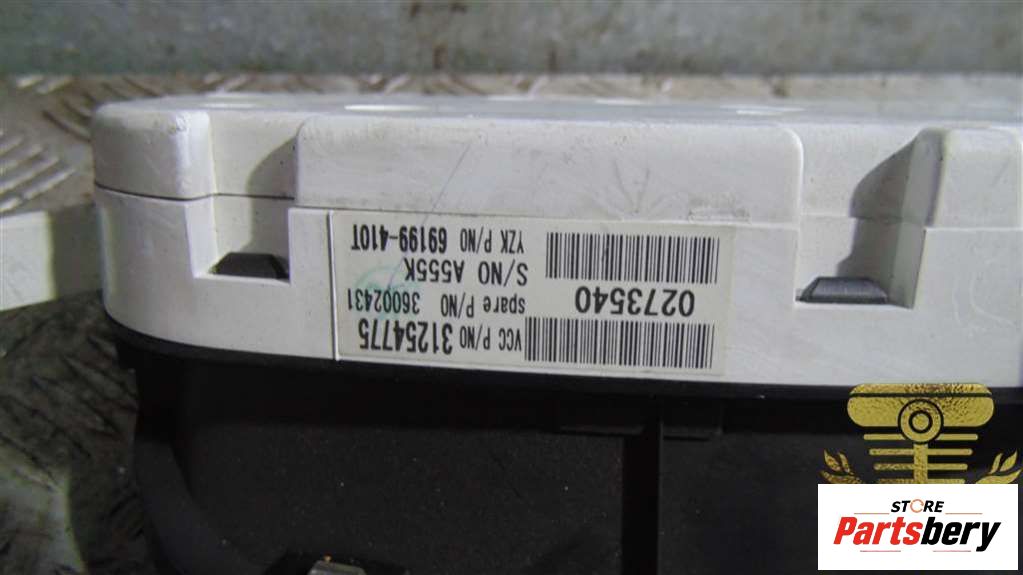 VCC P/NO 31254775
spare P/NO 36002431
0273540
S/NO A555K
YZK P/NO 69199-410T
STORE
Partsbery